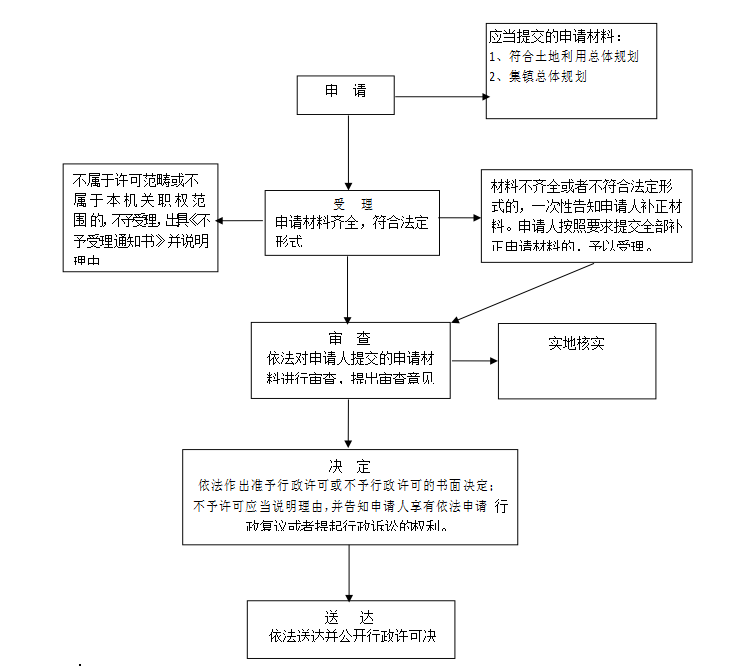 应当提交的申请材料：
1、符合土地利用总体规划
2、集镇总体规划
申 请
不属于许可范畴或不
属于本机关职权范
围的，不予受理，出具《不
予受理通知书》并说明
理由
受 理
申请材料齐全，符合法定
形式
材料不齐全或者不符合法定形
式的，一次性告知申请人补正材
料。申请人按照要求提交全部补
正申请材料的，予以受理。
审 查
依法对申请人提交的申请材
料进行审查，提出审查意见
实地核实
决 定
依法作出准予行政许可或不予行政许可的书面决定；
不予许可应当说明理由，并告知申请人享有依法申请 行
政复议或者提起行政诉讼的权利。
送 达
依法送达并公开行政许可决